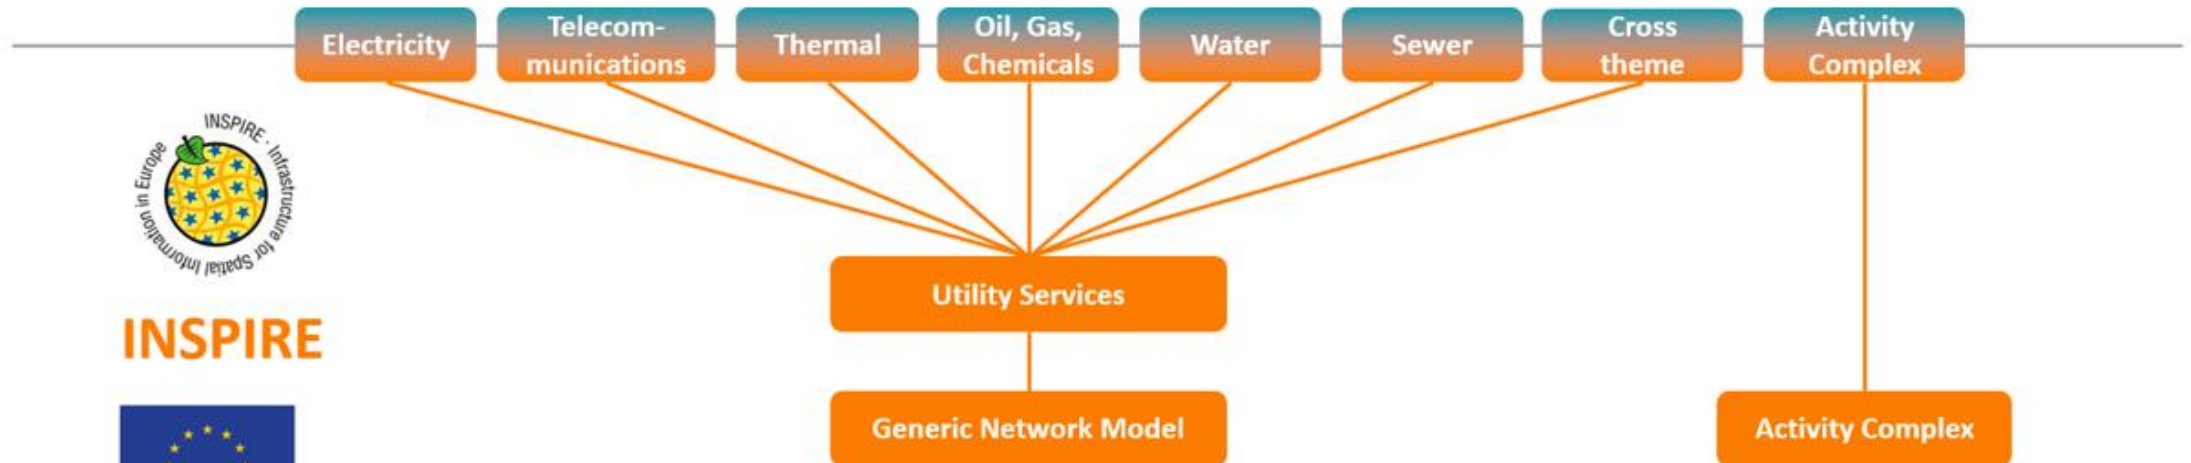 Electricity
Telecom-
munications
Thermal
Oil, Gas,
Chemicals
Water
Sewer
Cross
theme
Activity
Complex
INSPIRE · Infrastructure for Spatial Information in Europe
INSPIRE
Utility Services
Generic Network Model
Activity Complex